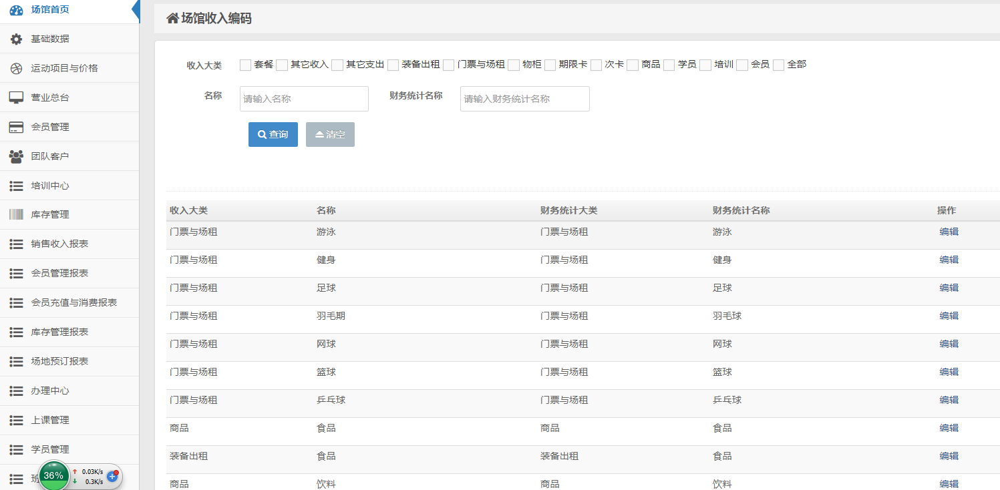 场馆首页
基础数据
运动项目与价格
营业总台
会员管理
团队客户
培训中心
库存管理
销售收入报表
会员管理报表
会员充值与消费报表
库存管理报表
场地预订报表
办理中心
上课管理
学员管理
班
36%
0.03K/s
0.3K/s
场馆收入编码
收入大类 套餐 其它收入 其它支出 装备出租 门票与场租 物柜 期限卡 次卡 商品 学员 培训 会员 全部
名称 请输入名称 财务统计名称 请输入财务统计名称
查询 清空
收入大类 名称 财务统计大类 财务统计名称 操作
门票与场租 游泳 门票与场租 游泳 编辑
门票与场租 健身 门票与场租 健身 编辑
门票与场租 足球 门票与场租 足球 编辑
门票与场租 羽毛期 门票与场租 羽毛球 编辑
门票与场租 网球 门票与场租 网球 编辑
门票与场租 篮球 门票与场租 篮球 编辑
门票与场租 乒乓球 门票与场租 乒乓球 编辑
商品 食品 商品 食品 编辑
装备出租 食品 装备出租 食品 编辑
商品 饮料 商品 饮料 编辑